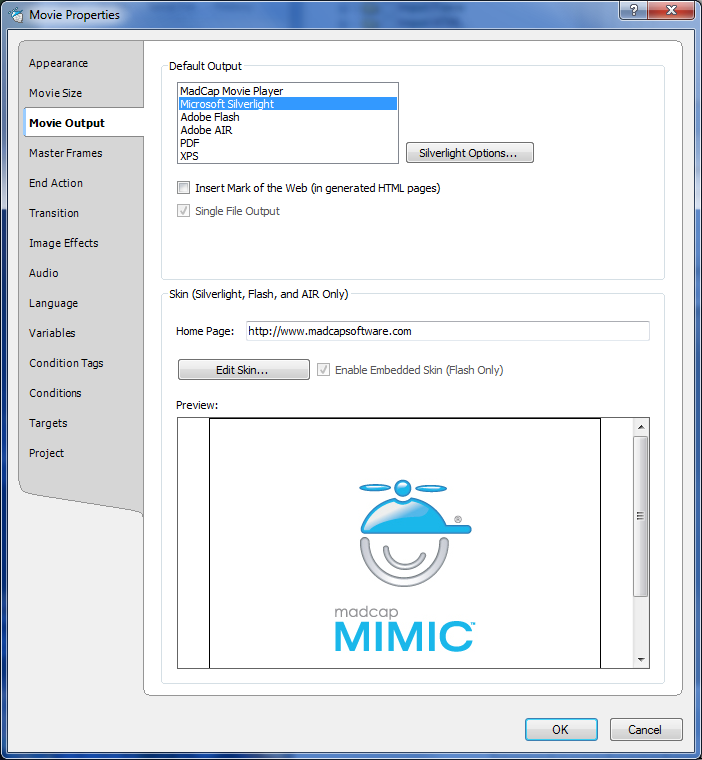 Movie Properties
Appearance
Movie Size
Movie Output
Master Frames
End Action
Transition
Image Effects
Audio
Language
Variables
Condition Tags
Conditions
Targets
Project
Default Output
MadCap Movie Player
Microsoft Silverlight
Adobe Flash
Adobe AIR
PDF
XPS
Silverlight Options...
Insert Mark of the Web (in generated HTML pages)
Single File Output
Skin (Silverlight, Flash, and AIR Only)
Home Page: http://www.madcapsoftware.com
Edit Skin... Enable Embedded Skin (Flash Only)
Preview:
®
madcap
MIMIC™
OK Cancel